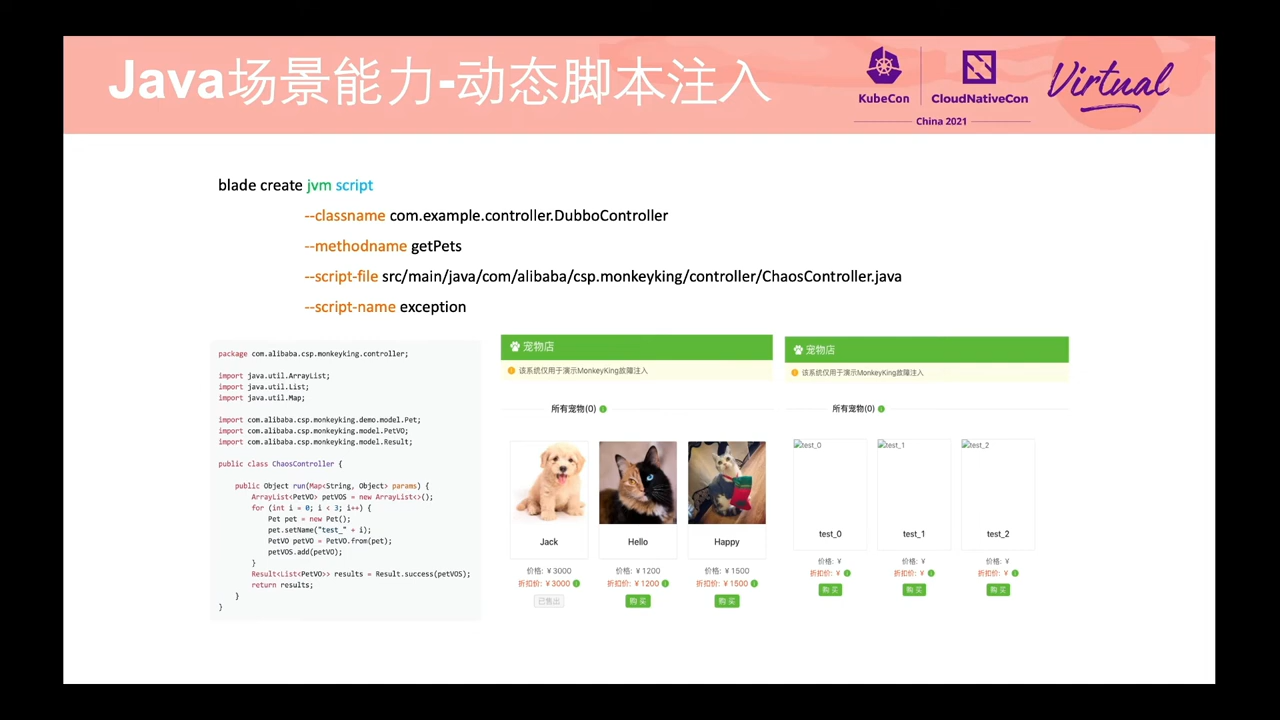 Java场景能力-动态脚本注入
KubeCon
CloudNativeCon
China 2021
Virtual
blade create jvm script
--classname com.example.controller.DubboController
--methodname getPets
--script-file src/main/java/com/alibaba/csp.monkeyking/controller/ChaosController.java
--script-name exception
package com.alibaba.csp.monkeyking.controller;
import java.util.ArrayList;
import java.util.List;
import java.util.Map;
import com.alibaba.csp.monkeyking.demo.model.Pet;
import com.alibaba.csp.monkeyking.model.PetVO;
import com.alibaba.csp.monkeyking.model.Result;
public class ChaosController {
public Object run(Map<String, Object> params) {
ArrayList<PetVO> petVOS = new ArrayList<>();
for (int i = 0; i < 3; i++) {
Pet pet = new Pet();
pet.setName("test_" + i);
PetVO petVO = PetVO.from(pet);
petVOS.add(petVO);
}
Result<List<PetVO>> results = Result.success(petVOS);
return results;
}
}
宠物店
该系统仅用于演示MonkeyKing故障注入
所有宠物(0)
Jack Hello Happy
价格: ¥3000 价格: ¥1200 价格: ¥1500
折扣价: ¥3000 折扣价: ¥1200 折扣价: ¥1500
已售出 购买 购买
宠物店
该系统仅用于演示MonkeyKing故障注入
所有宠物(0)
test_0 test_1 test_2
test_0 test_1 test_2
价格: ¥ 价格: ¥ 价格: ¥
折扣价: ¥ 折扣价: ¥ 折扣价: ¥
购买 购买 购买